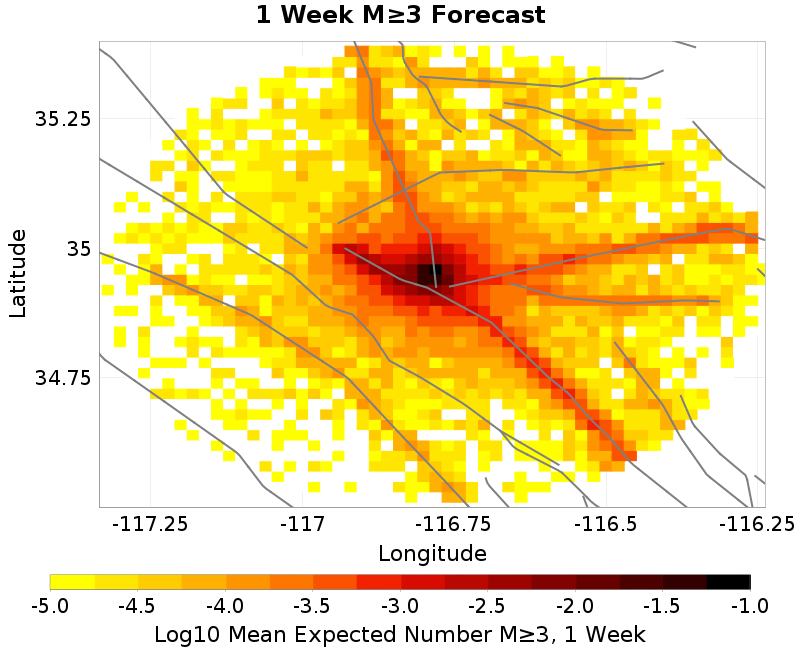 1 Week M≥3 Forecast
35.25
35
34.75
Latitude
-117.25 -117 -116.75 -116.5 -116.25
Longitude
-5.0 -4.5 -4.0 -3.5 -3.0 -2.5 -2.0 -1.5 -1.0
Log10 Mean Expected Number M≥3, 1 Week